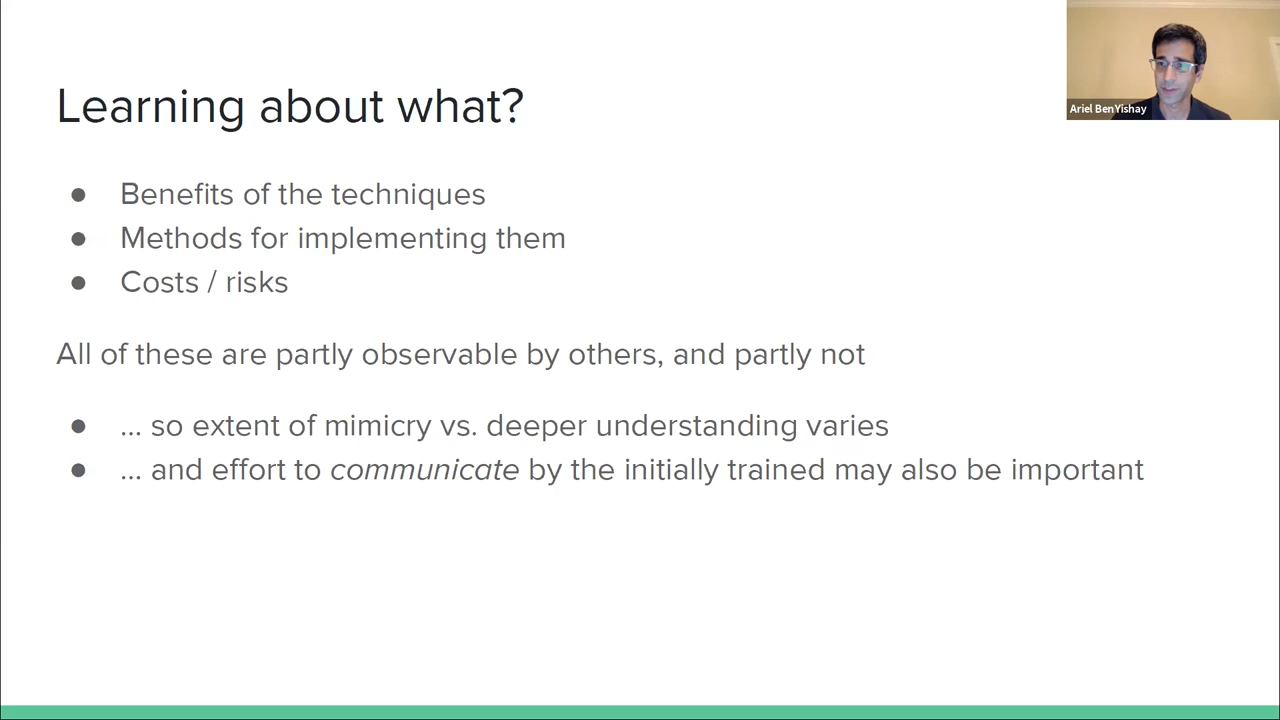 Ariel BenYishay
Learning about what?
● Benefits of the techniques
● Methods for implementing them
● Costs / risks
All of these are partly observable by others, and partly not
● ... so extent of mimicry vs. deeper understanding varies
● ... and effort to communicate by the initially trained may also be important